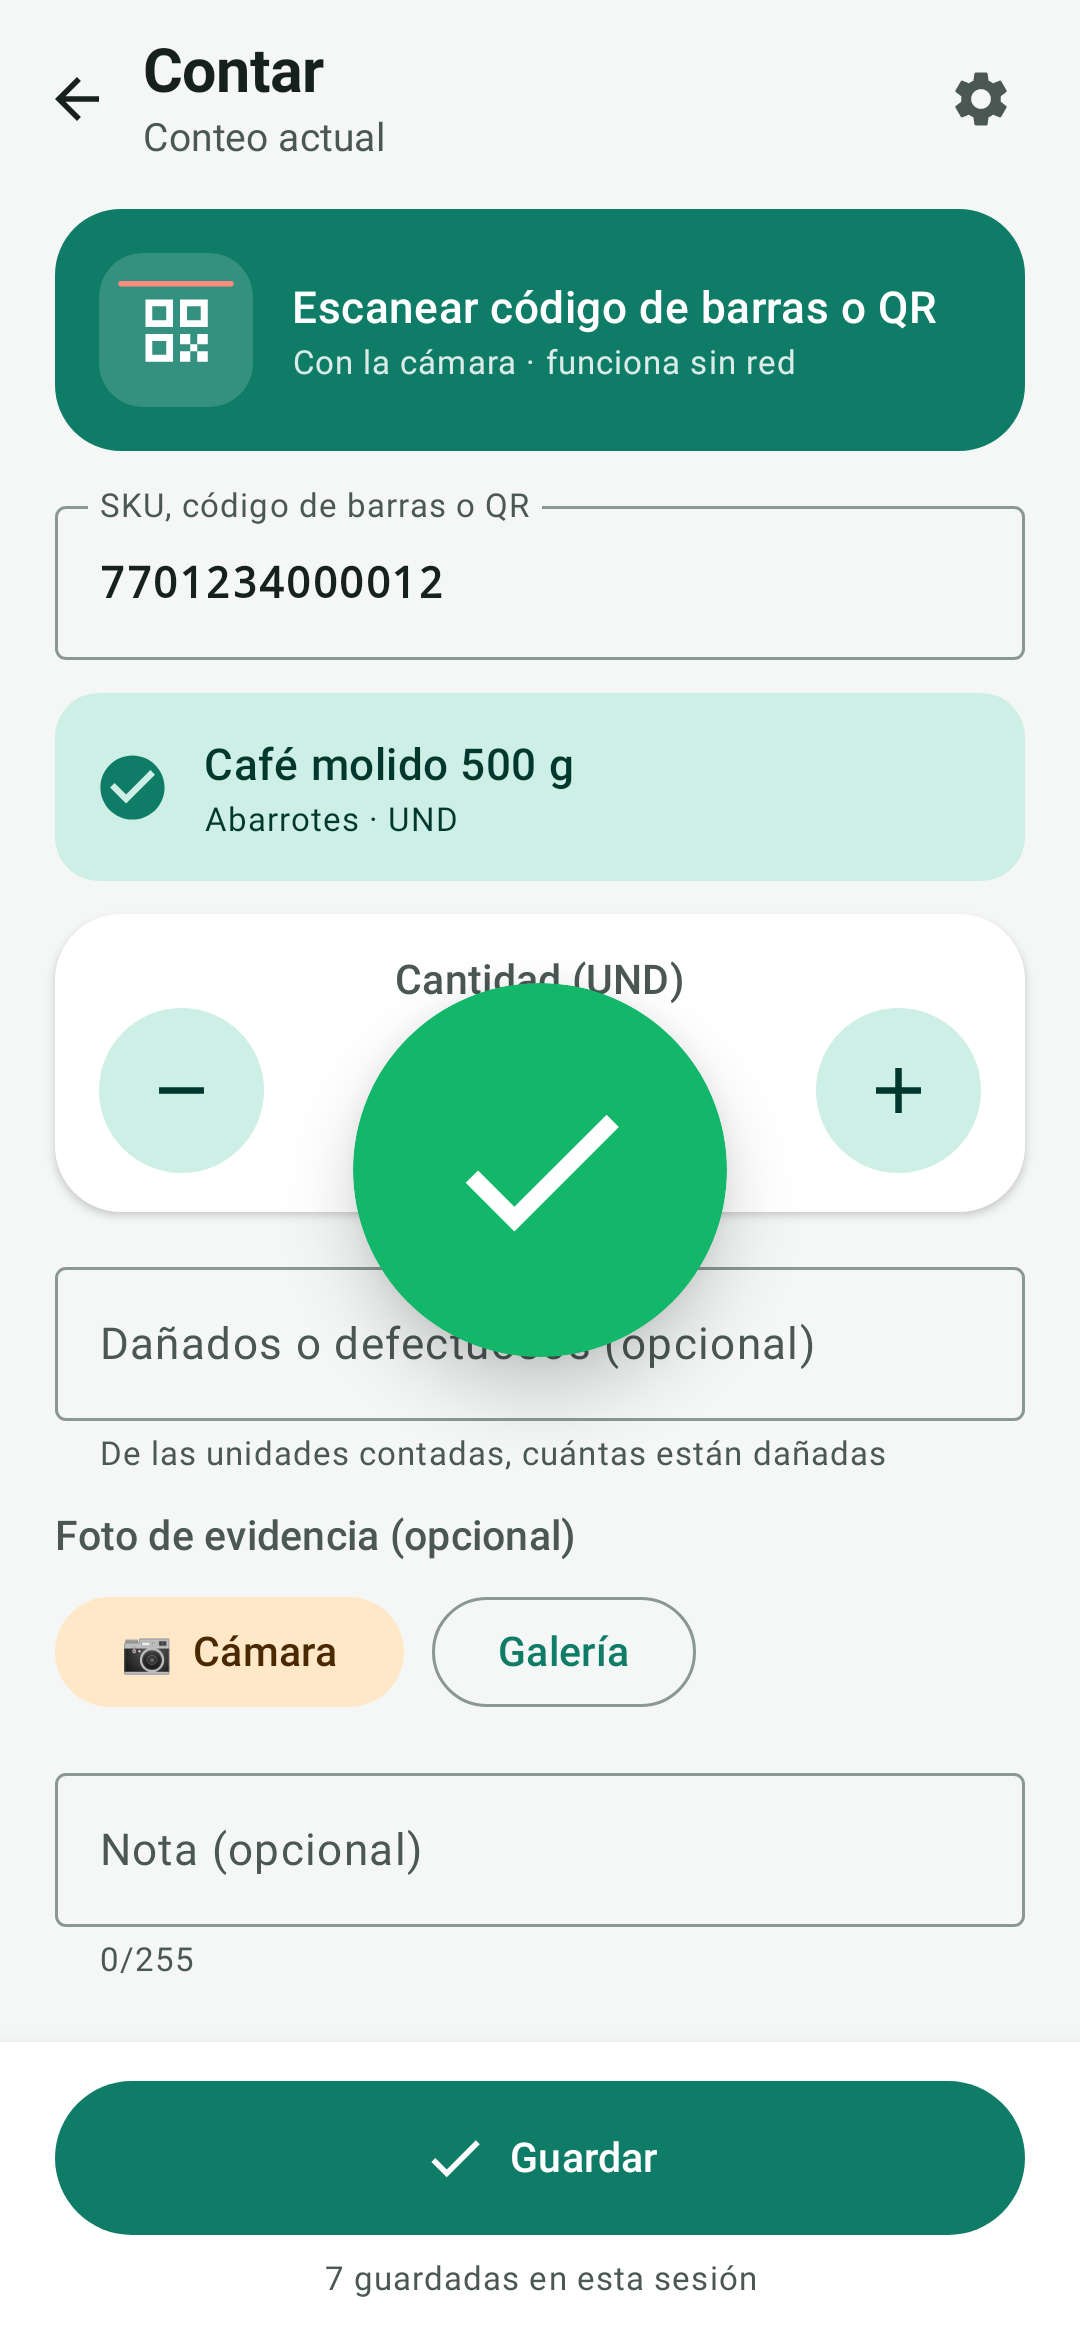 Contar
Conteo actual
Escanear código de barras o QR
Con la cámara · funciona sin red
SKU, código de barras o QR
7701234000012
Café molido 500 g
Abarrotes · UND
Cantidad (UND)
Dañados o defectuosos (opcional)
De las unidades contadas, cuántas están dañadas
Foto de evidencia (opcional)
Cámara
Galería
Nota (opcional)
0/255
Guardar
7 guardadas en esta sesión